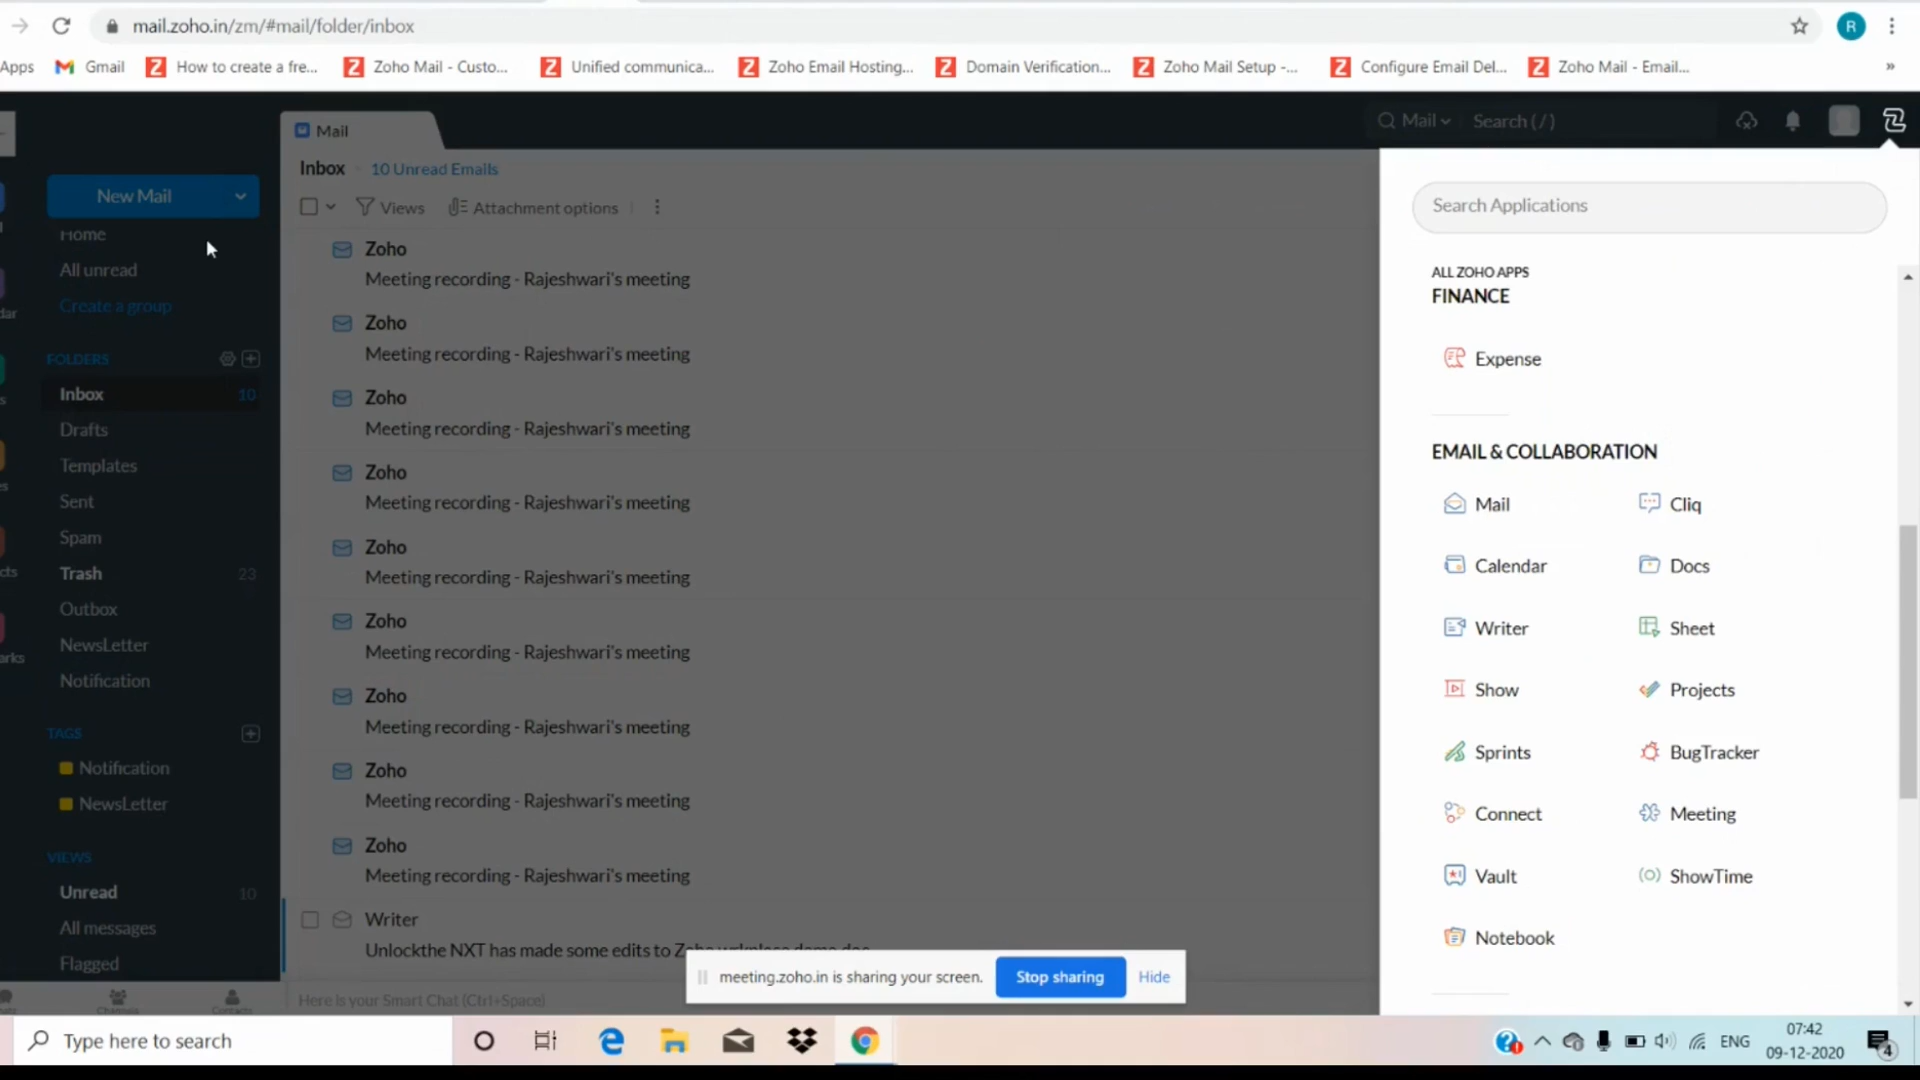 mail.zoho.in/zm/#mail/folder/inbox
R
Apps
Gmail
How to create a fre...
Zoho Mail - Custo...
Unified communica...
Zoho Email Hosting...
Domain Verification...
Zoho Mail Setup -...
Configure Email Del...
Zoho Mail - Email...
»
Mail
Mail
Search ( / )
New Mail
Home
All unread
Create a group
FOLDERS
Inbox 10
Drafts
Templates
Sent
Spam
Trash 23
Outbox
NewsLetter
Notification
TAGS
Notification
NewsLetter
VIEWS
Unread 10
All messages
Flagged
Inbox
10 Unread Emails
Views
Attachment options
Zoho
Meeting recording - Rajeshwari's meeting
Zoho
Meeting recording - Rajeshwari's meeting
Zoho
Meeting recording - Rajeshwari's meeting
Zoho
Meeting recording - Rajeshwari's meeting
Zoho
Meeting recording - Rajeshwari's meeting
Zoho
Meeting recording - Rajeshwari's meeting
Zoho
Meeting recording - Rajeshwari's meeting
Zoho
Meeting recording - Rajeshwari's meeting
Zoho
Meeting recording - Rajeshwari's meeting
Writer
Unlockthe NXT has made some edits to
Here is your Smart Chat (Ctrl+Space)
Channels
Contacts
Search Applications
ALL ZOHO APPS
FINANCE
Expense
EMAIL & COLLABORATION
Mail
Cliq
Calendar
Docs
Writer
Sheet
Show
Projects
Sprints
BugTracker
Connect
Meeting
Vault
ShowTime
Notebook
meeting.zoho.in is sharing your screen.
Stop sharing
Hide
Type here to search
ENG
07:42
09-12-2020
4